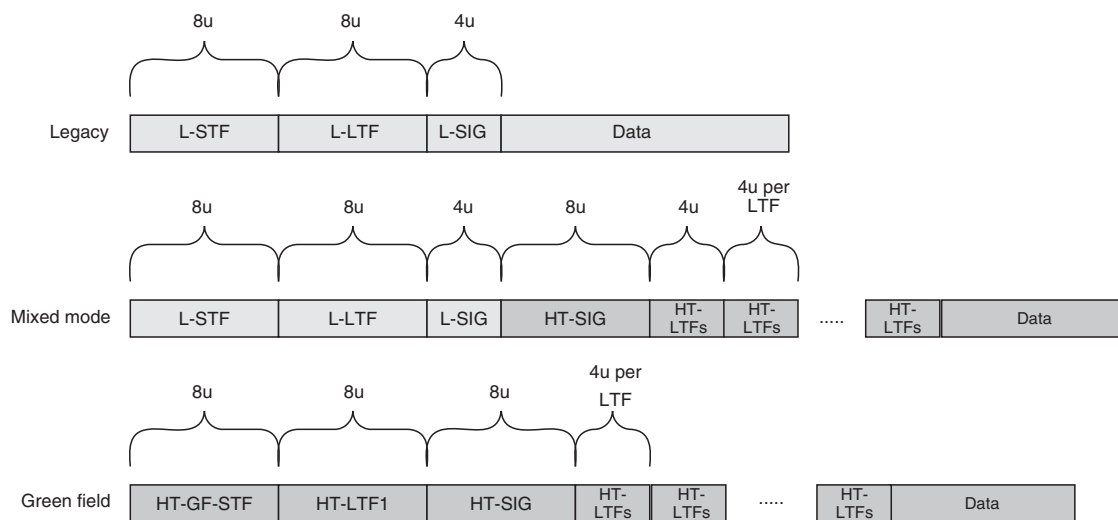 8u 8u 4u
Legacy L-STF L-LTF L-SIG Data
8u 8u 4u 8u 4u 4u per
LTF
Mixed mode L-STF L-LTF L-SIG HT-SIG HT- HT- ..... HT- Data
LTFs LTFs LTFs
8u 8u 8u 4u per
LTF
Green field HT-GF-STF HT-LTF1 HT-SIG HT- HT- ..... HT- Data
LTFs LTFs LTFs